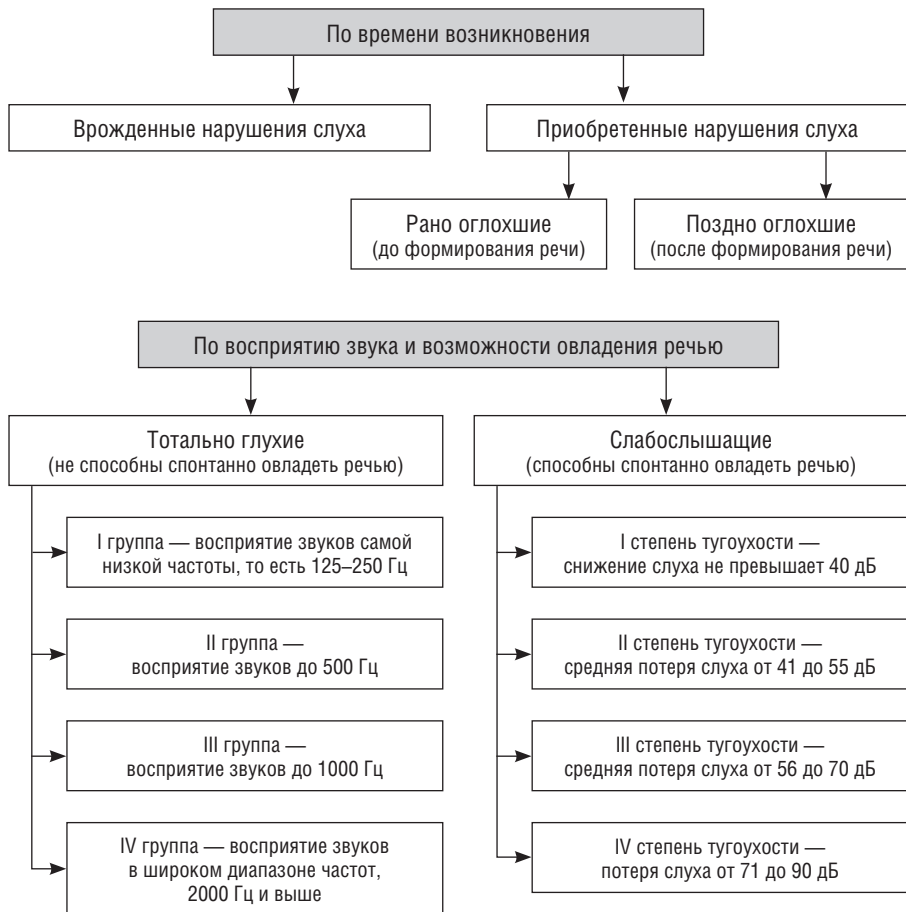 По времени возникновения
Врожденные нарушения слуха
Приобретенные нарушения слуха
Рано оглохшие
(до формирования речи)
Поздно оглохшие
(после формирования речи)
По восприятию звука и возможности овладения речью
Тотально глухие
(не способны спонтанно овладеть речью)
I группа — восприятие звуков самой
низкой частоты, то есть 125–250 Гц
II группа —
восприятие звуков до 500 Гц
III группа —
восприятие звуков до 1000 Гц
IV группа — восприятие звуков
в широком диапазоне частот,
2000 Гц и выше
Слабослышащие
(способны спонтанно овладеть речью)
I степень тугоухости —
снижение слуха не превышает 40 дБ
II степень тугоухости —
средняя потеря слуха от 41 до 55 дБ
III степень тугоухости —
средняя потеря слуха от 56 до 70 дБ
IV степень тугоухости —
потеря слуха от 71 до 90 дБ